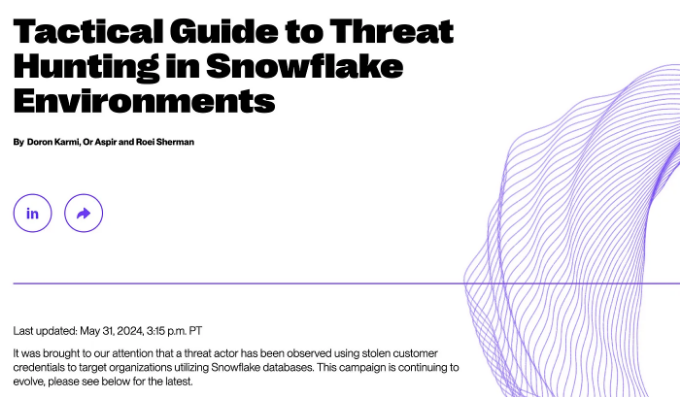 Tactical Guide to Threat
Hunting in Snowflake
Environments
By Doron Karmi, Or Aspir and Roei Sherman
in
Last updated: May 31, 2024, 3:15 p.m. PT
It was brought to our attention that a threat actor has been observed using stolen customer
credentials to target organizations utilizing Snowflake databases. This campaign is continuing to
evolve, please see below for the latest.